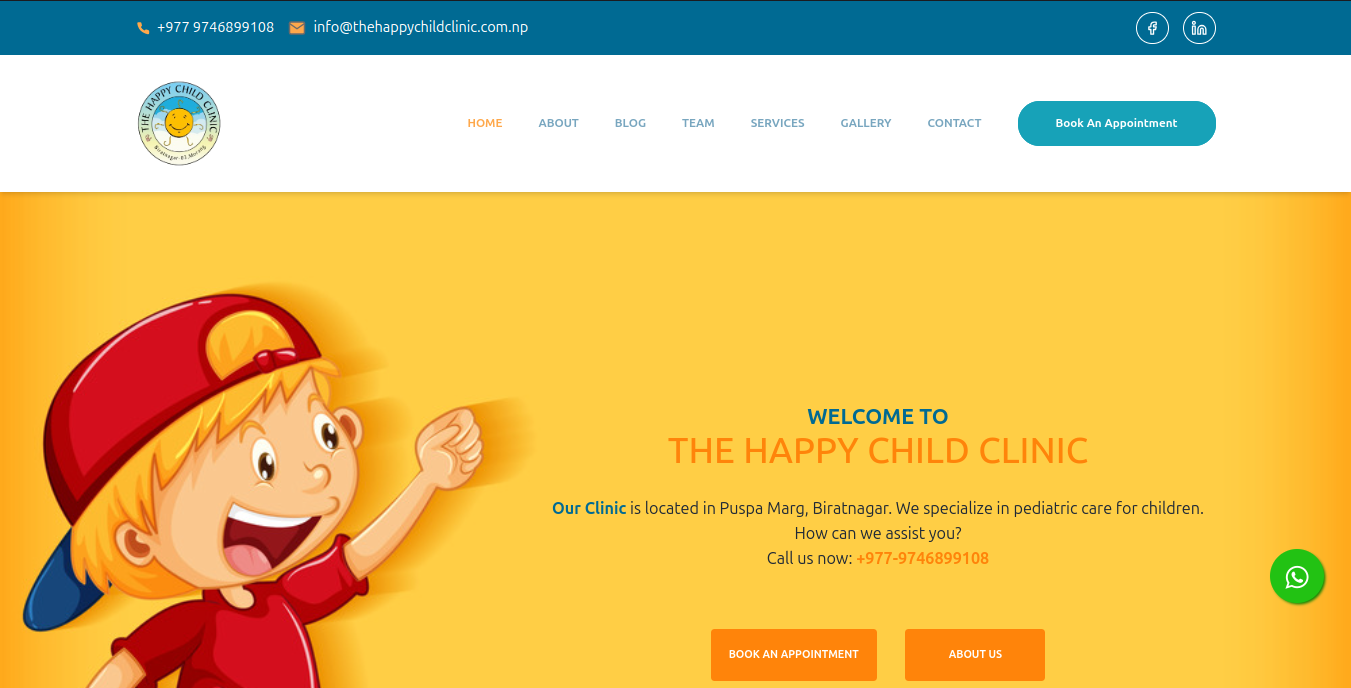 +977 9746899108 info@thehappychildclinic.com.np
THE HAPPY CHILD CLINIC
Biratnagar-03, Morang
HOME ABOUT BLOG TEAM SERVICES GALLERY CONTACT Book An Appointment
WELCOME TO
THE HAPPY CHILD CLINIC
Our Clinic is located in Puspa Marg, Biratnagar. We specialize in pediatric care for children.
How can we assist you?
Call us now: +977-9746899108
BOOK AN APPOINTMENT ABOUT US